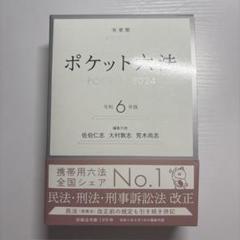 有斐閣
ポケット六法
令和6年版
編集代表
佐伯仁志 大村敦志 荒木尚志
携帯用六法
全国シェア
No.1
民法・刑法・刑事訴訟法 改正